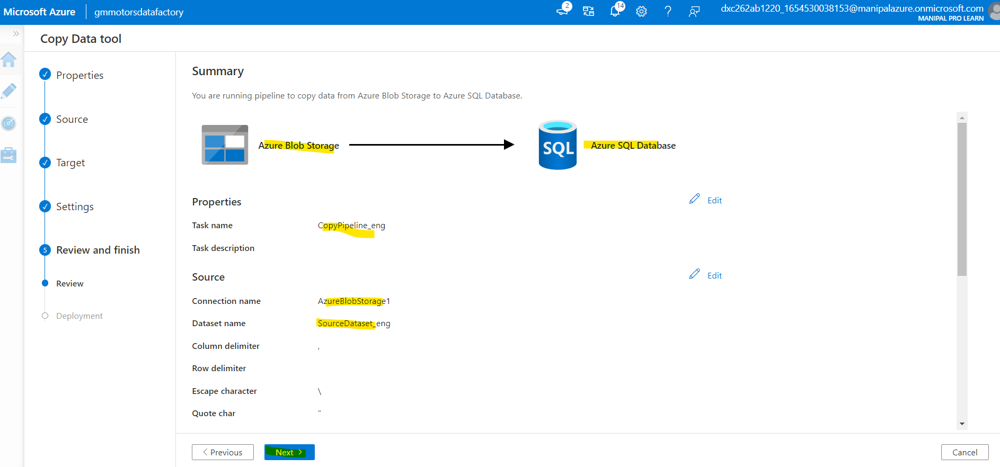 Microsoft Azure
gmmotorsdatafactory
2
14
dxc262ab1220_1654530038153@manipalazure.onmicrosoft.com
MANIPAL PRO LEARN
»
Copy Data tool
Properties
Source
Target
Settings
5
Review and finish
Review
Deployment
Summary
You are running pipeline to copy data from Azure Blob Storage to Azure SQL Database.
Azure Blob Storage
SQL
Azure SQL Database
Properties
Edit
Task name CopyPipeline_eng
Task description
Source
Edit
Connection name AzureBlobStorage1
Dataset name SourceDataset_eng
Column delimiter ,
Row delimiter
Escape character \
Quote char "
< Previous
Next >
Cancel